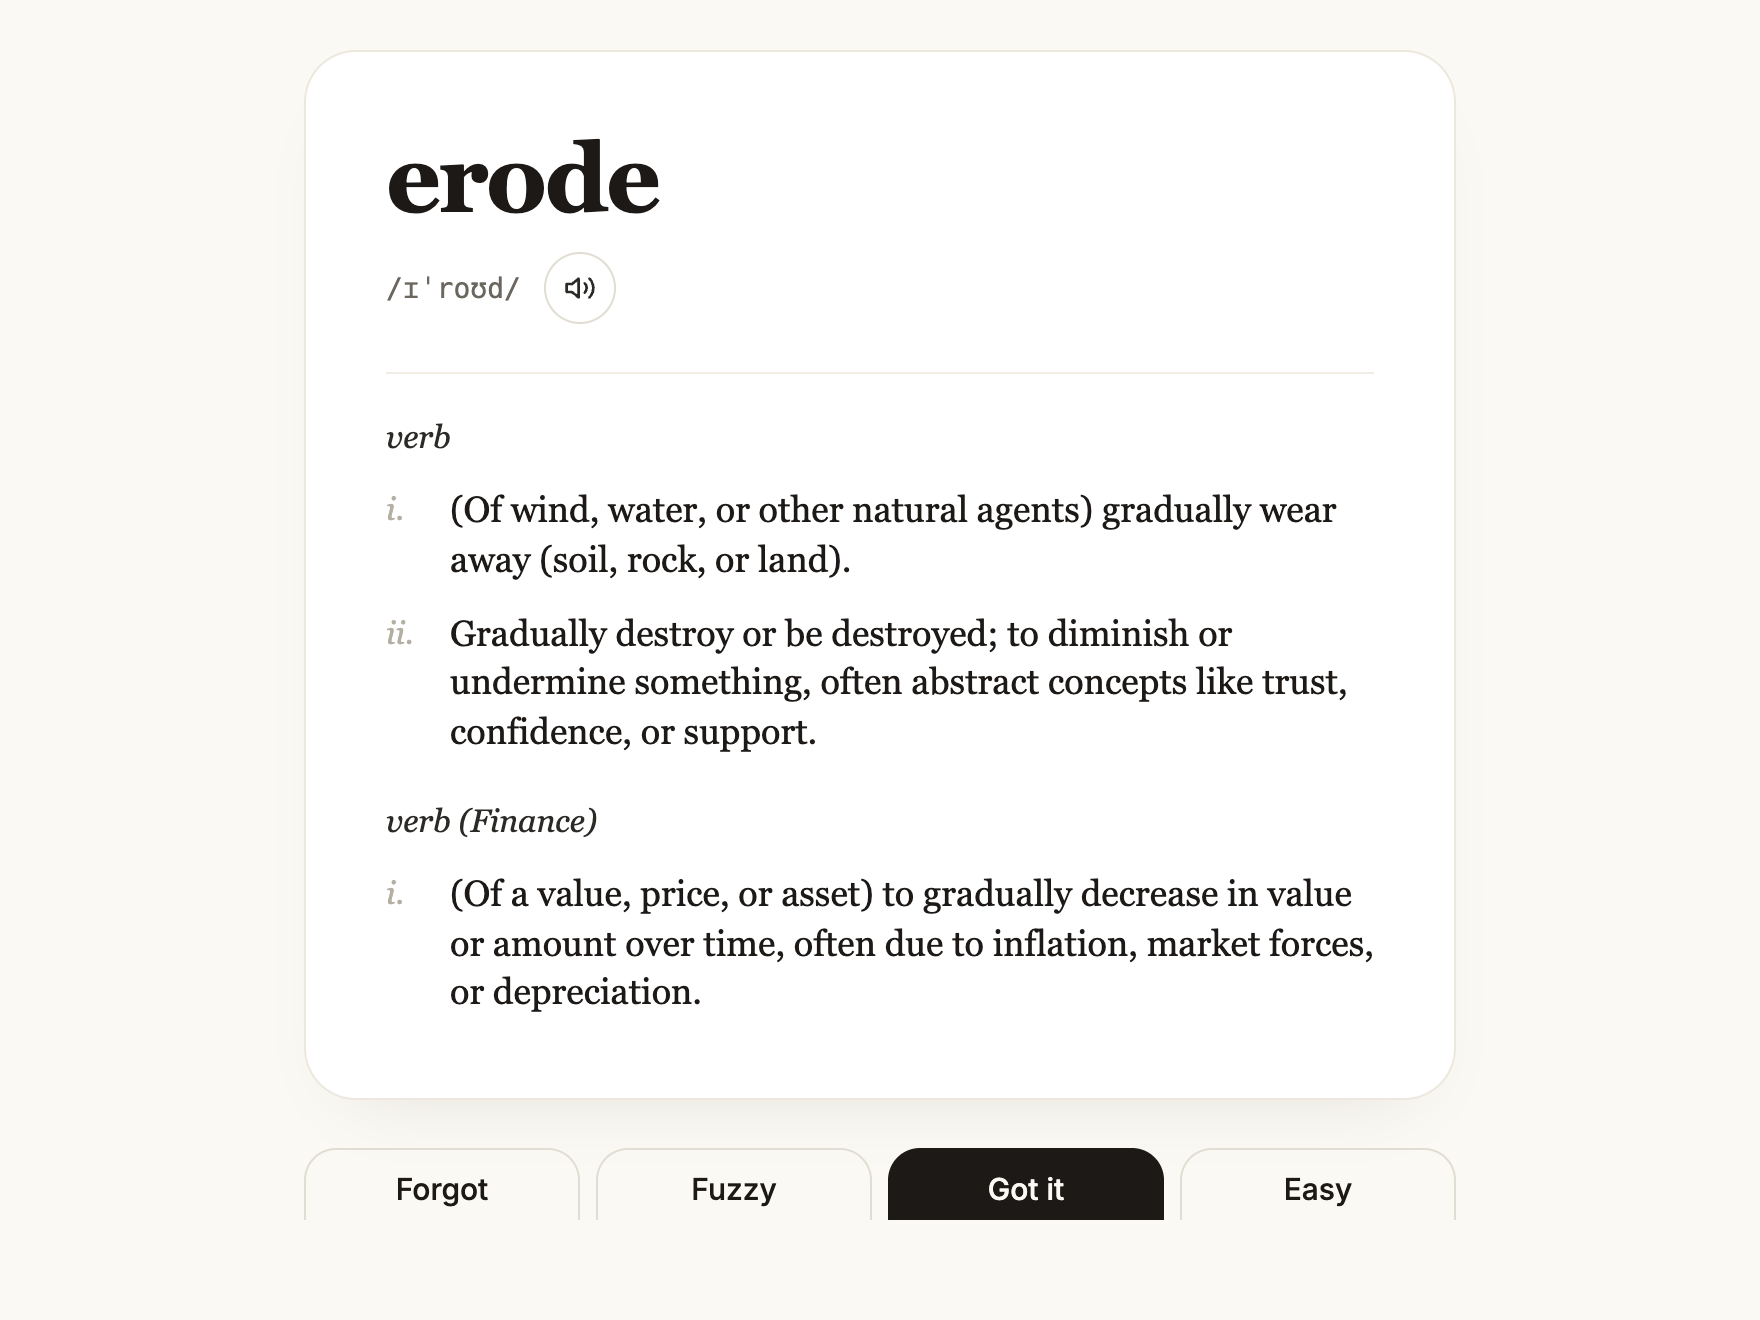 erode
/ɪˈroʊd/
verb
i. (Of wind, water, or other natural agents) gradually wear
away (soil, rock, or land).
ii. Gradually destroy or be destroyed; to diminish or
undermine something, often abstract concepts like trust,
confidence, or support.
verb (Finance)
i. (Of a value, price, or asset) to gradually decrease in value
or amount over time, often due to inflation, market forces,
or depreciation.
Forgot Fuzzy Got it Easy